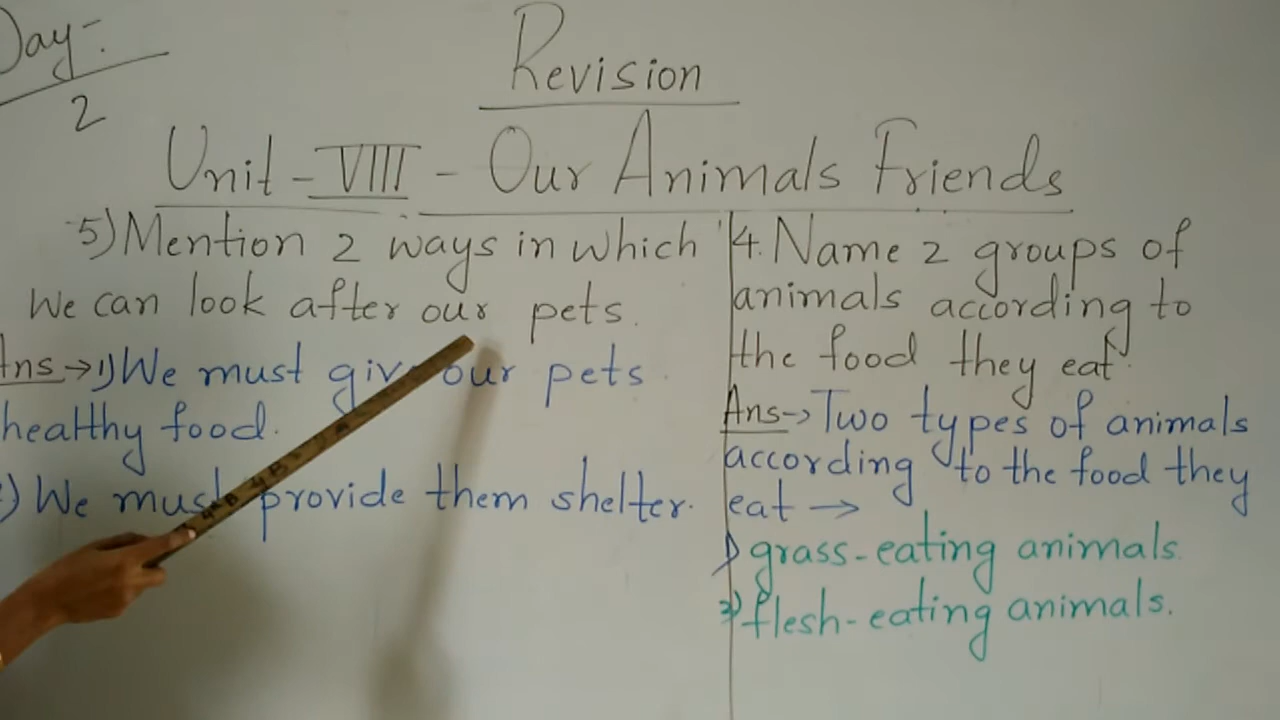 Day:
2
Revision
Unit - VIII - Our Animals Friends
5) Mention 2 ways in which
we can look after our pets.
Ans → 1) We must give our pets
healthy food.
2) We must provide them shelter.
4. Name 2 groups of
animals according to
the food they eat.
Ans → Two types of animals
according to the food they
eat →
1) grass-eating animals
2) flesh-eating animals.